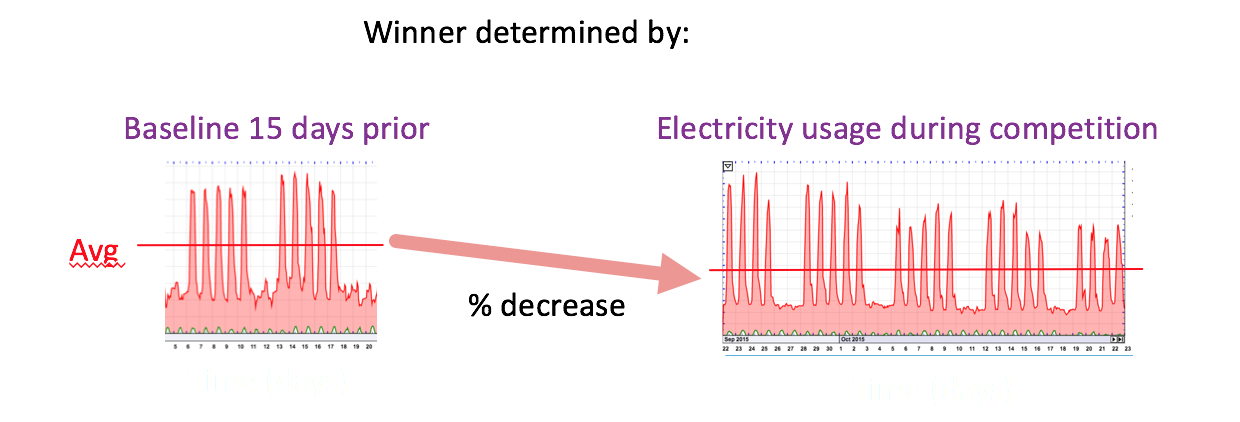 Winner determined by:
Baseline 15 days prior
Electricity usage during competition
Avg
% decrease
5 6 7 8 9 10 11 12 13 14 15 16 17 18 19 20
Sep 2015 Oct 2015
22 23 24 25 26 27 28 29 30 1 2 3 4 5 6 7 8 9 10 11 12 13 14 15 16 17 18 19 20 21 22 23